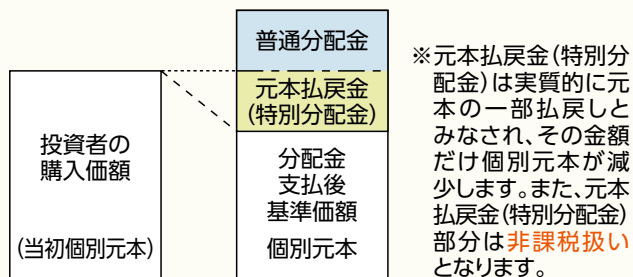 普通分配金
元本払戻金
(特別分配金)
投資者の
購入価額
(当初個別元本)
分配金
支払後
基準価額
個別元本
※元本払戻金(特別分
配金)は実質的に元
本の一部払戻しと
みなされ、その金額
だけ個別元本が減
少します。また、元本
払戻金(特別分配金)
部分は非課税扱い
となります。